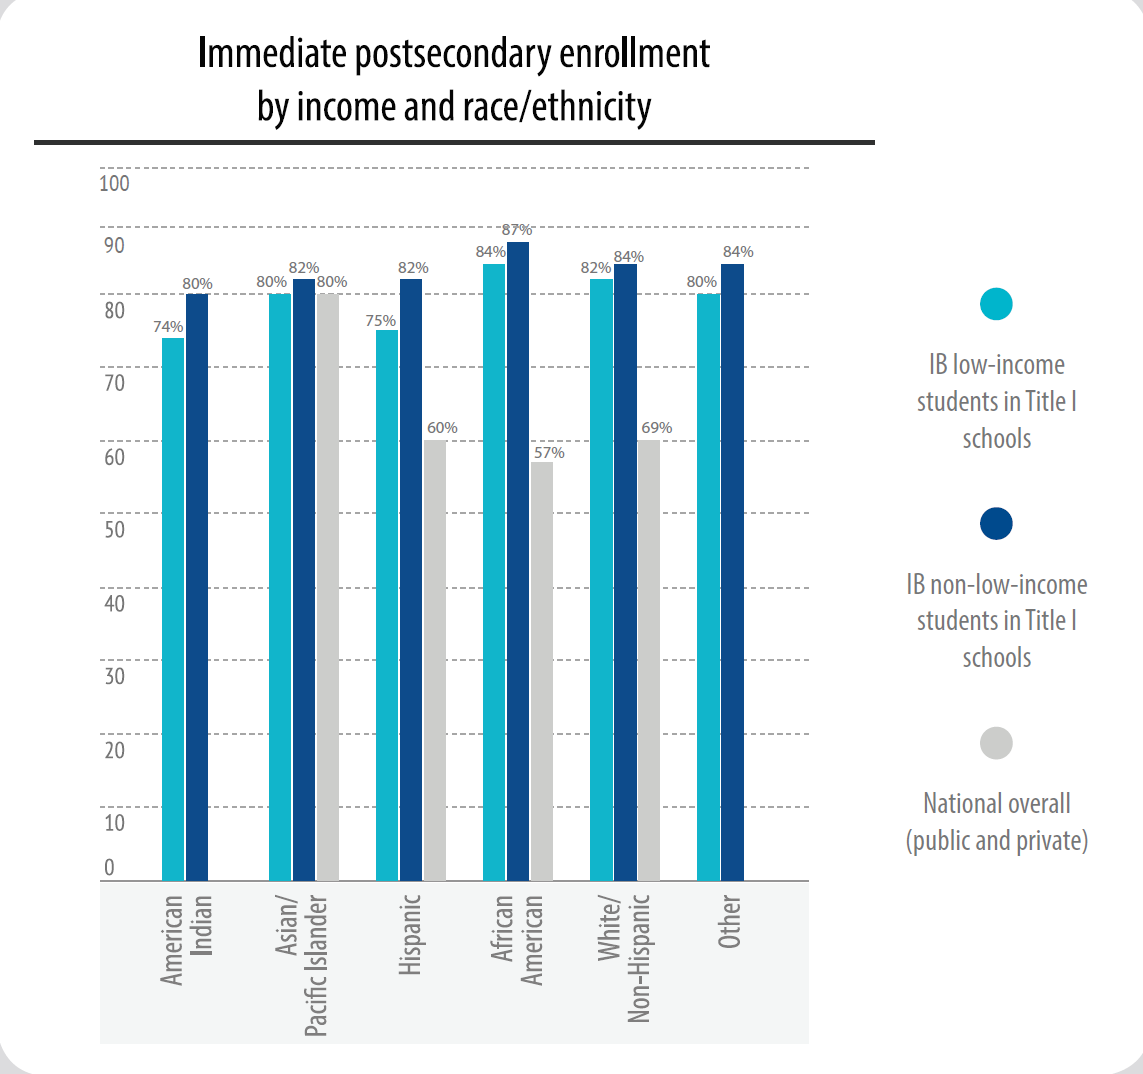 Immediate postsecondary enrollment
by income and race/ethnicity
100
90
80
70
60
50
40
30
20
10
0
74%
80%
80%
82%
80%
75%
82%
60%
84%
87%
57%
82%
84%
69%
80%
84%
American
Indian
Asian/
Pacific Islander
Hispanic
African
American
White/
Non-Hispanic
Other
IB low-income
students in Title I
schools
IB non-low-income
students in Title I
schools
National overall
(public and private)